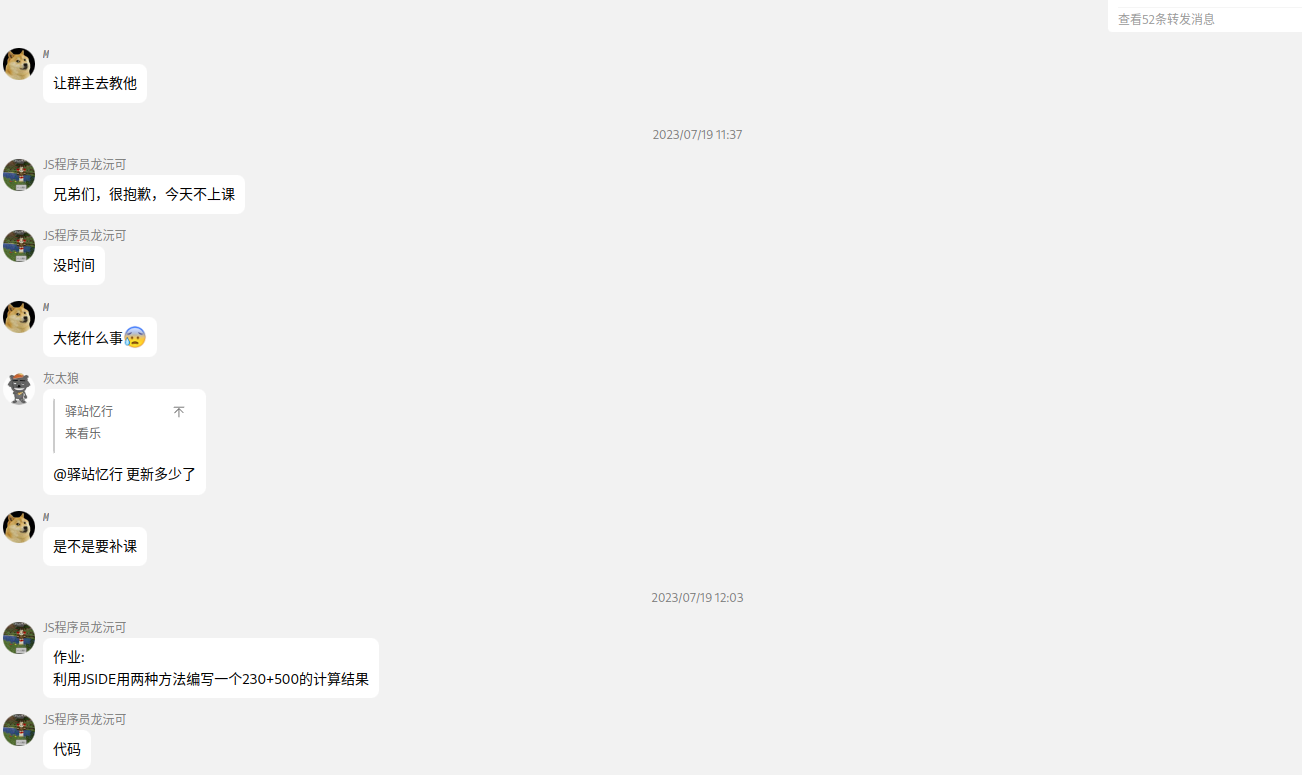 查看52条转发消息
M
让群主去教他
2023/07/19 11:37
JS程序员龙沅可
兄弟们，很抱歉，今天不上课
JS程序员龙沅可
没时间
M
大佬什么事😰
灰太狼
驿站忆行
来看乐
@驿站忆行 更新多少了
M
是不是要补课
2023/07/19 12:03
JS程序员龙沅可
作业:
利用JSIDE用两种方法编写一个230+500的计算结果
JS程序员龙沅可
代码